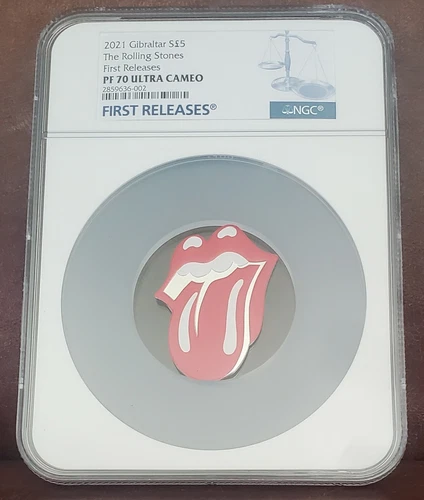 2021 Gibraltar S£5
The Rolling Stones
First Releases
PF 70 ULTRA CAMEO
2859636-002
FIRST RELEASES®
NGC®